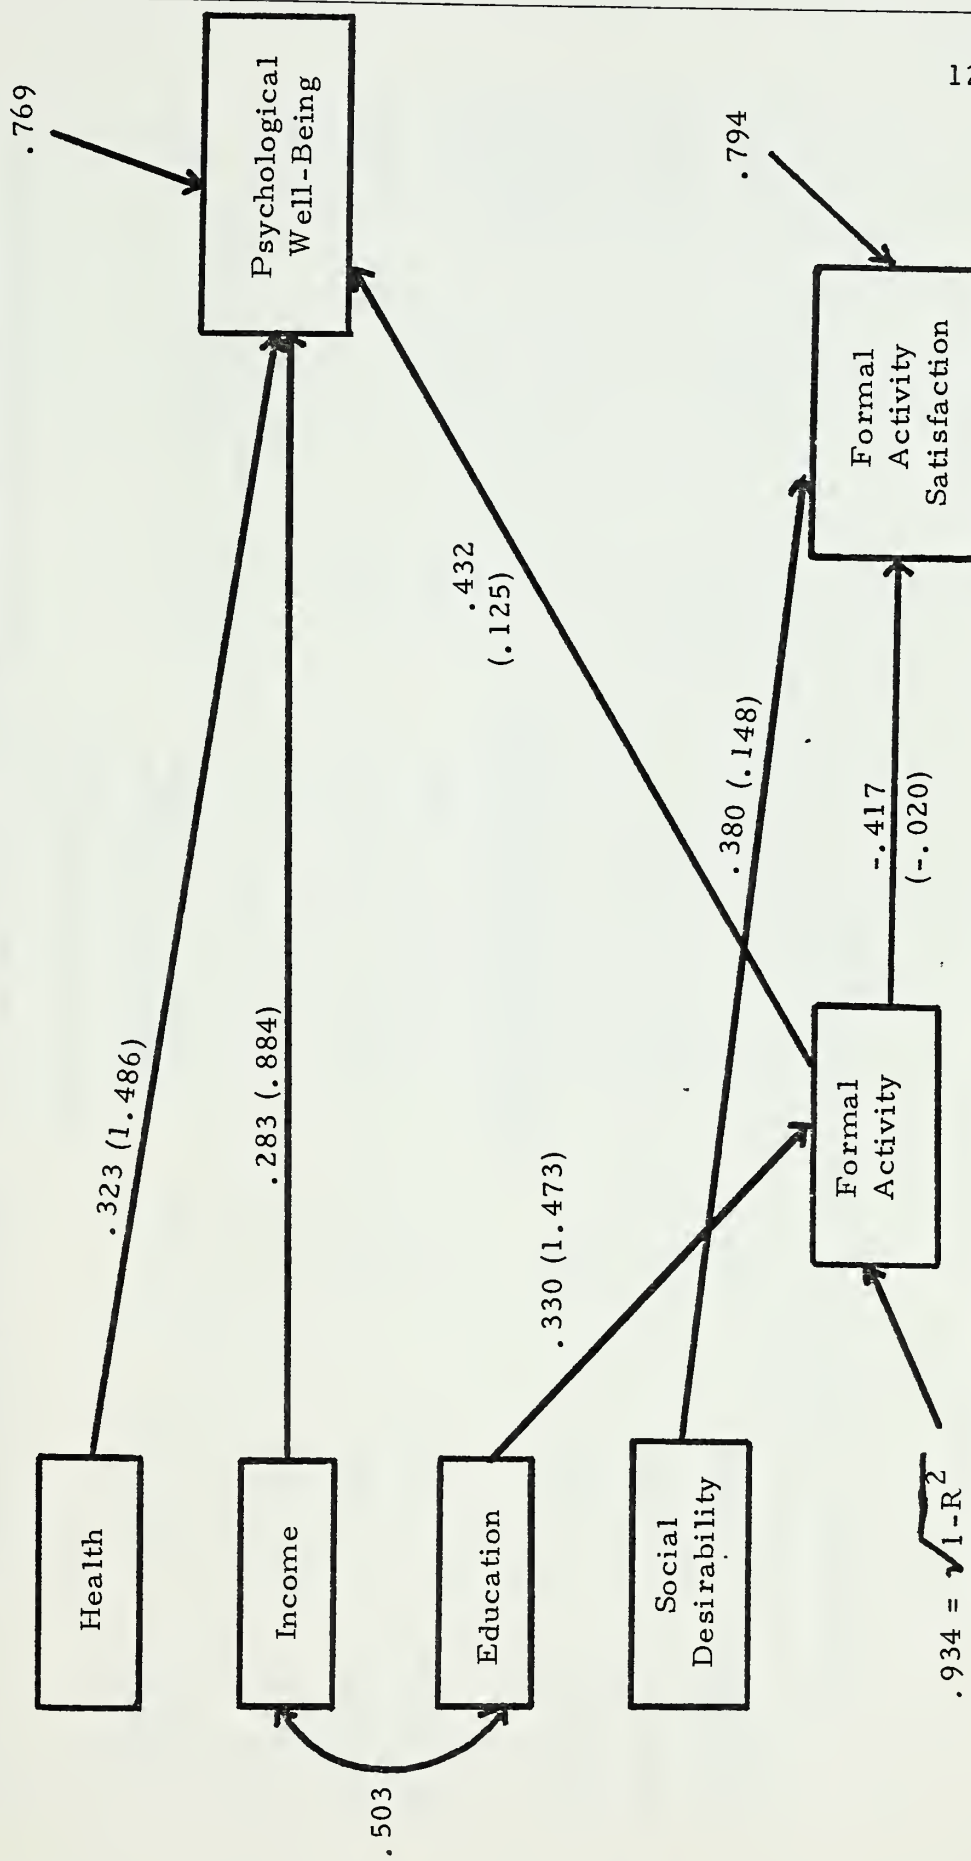 .769
Health
.323 (1.486)
Psychological
Well-Being
Income
.283 (.884)
.503
.432
(.125)
Education
.330 (1.473)
.794
Social
Desirability
.380 (.148)
Formal
Activity
Satisfaction
Formal
Activity
-.417
(-.020)
.934 = √1-R²
12